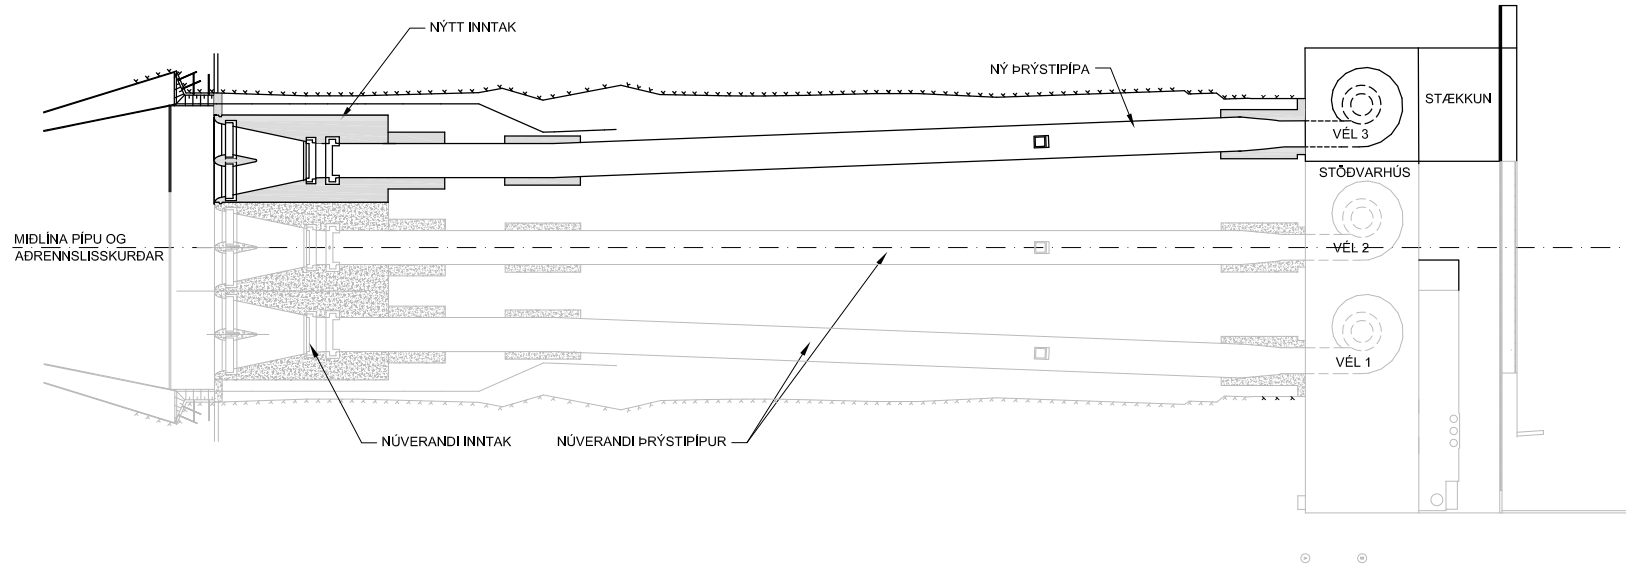 NÝTT INNTAK
NÝ ÞRÝSTIPÍPA
STÆKKUN
VÉL 3
STÖÐVARHÚS
MIÐLÍNA PÍPU OG
AÐRENNSLISSKURÐAR
VÉL 2
VÉL 1
NÚVERANDI INNTAK
NÚVERANDI ÞRÝSTIPÍPUR